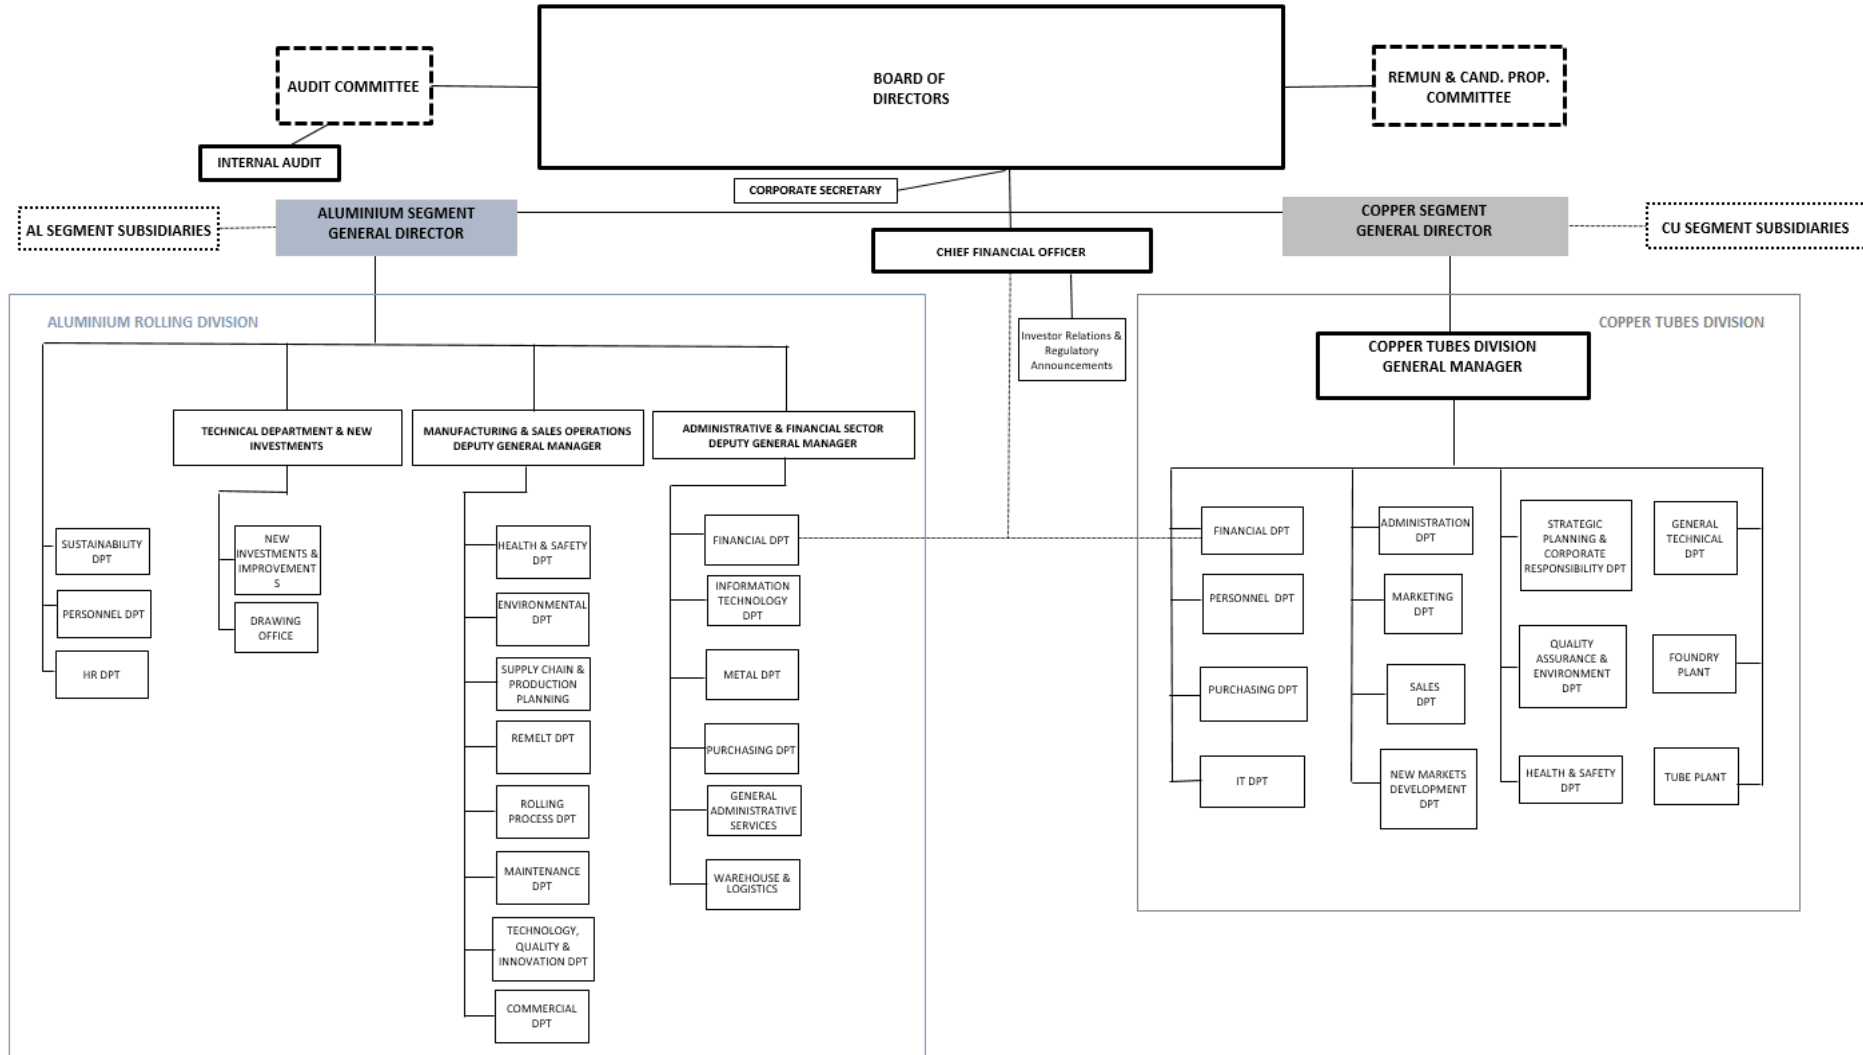 BOARD OF
DIRECTORS
AUDIT COMMITTEE
REMUN & CAND. PROP.
COMMITTEE
INTERNAL AUDIT
CORPORATE SECRETARY
AL SEGMENT SUBSIDIARIES
ALUMINIUM SEGMENT
GENERAL DIRECTOR
COPPER SEGMENT
GENERAL DIRECTOR
CU SEGMENT SUBSIDIARIES
CHIEF FINANCIAL OFFICER
Investor Relations &
Regulatory
Announcements
ALUMINIUM ROLLING DIVISION
TECHNICAL DEPARTMENT & NEW
INVESTMENTS
MANUFACTURING & SALES OPERATIONS
DEPUTY GENERAL MANAGER
ADMINISTRATIVE & FINANCIAL SECTOR
DEPUTY GENERAL MANAGER
SUSTAINABILITY
DPT
PERSONNEL DPT
HR DPT
NEW
INVESTMENTS &
IMPROVEMENT
S
DRAWING
OFFICE
HEALTH & SAFETY
DPT
ENVIRONMENTAL
DPT
SUPPLY CHAIN &
PRODUCTION
PLANNING
REMELT DPT
ROLLING
PROCESS DPT
MAINTENANCE
DPT
TECHNOLOGY,
QUALITY &
INNOVATION DPT
COMMERCIAL
DPT
FINANCIAL DPT
INFORMATION
TECHNOLOGY
DPT
METAL DPT
PURCHASING DPT
GENERAL
ADMINISTRATIVE
SERVICES
WAREHOUSE &
LOGISTICS
COPPER TUBES DIVISION
COPPER TUBES DIVISION
GENERAL MANAGER
FINANCIAL DPT
PERSONNEL DPT
PURCHASING DPT
IT DPT
ADMINISTRATION
DPT
MARKETING
DPT
SALES
DPT
NEW MARKETS
DEVELOPMENT
DPT
STRATEGIC
PLANNING &
CORPORATE
RESPONSIBILITY DPT
QUALITY
ASSURANCE &
ENVIRONMENT
DPT
HEALTH & SAFETY
DPT
GENERAL
TECHNICAL
DPT
FOUNDRY
PLANT
TUBE PLANT